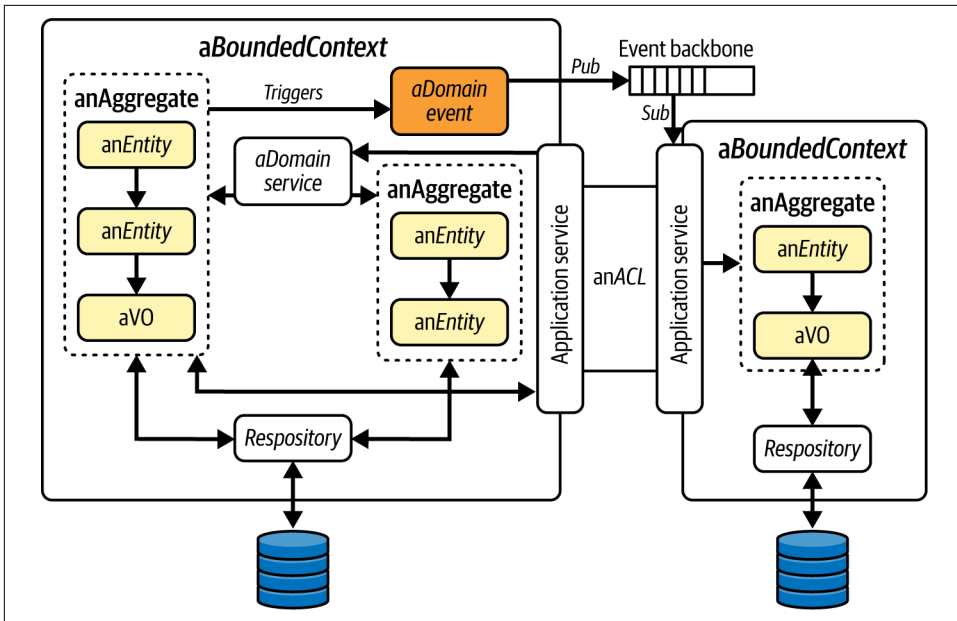 aBoundedContext
anAggregate
anEntity
anEntity
aVO
Triggers
aDomain
event
Pub
Event backbone
Sub
aDomain
service
anAggregate
anEntity
anEntity
Application service
anACL
Application service
Respository
aBoundedContext
anAggregate
anEntity
aVO
Respository